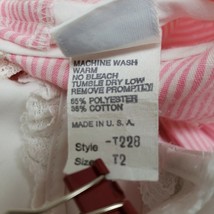 MACHINE WASH
WARM
NO BLEACH
TUMBLE DRY LOW
REMOVE PROMPTLY
65% POLYESTER
35% COTTON
MADE IN U. S. A.
Style -T228
Size T2